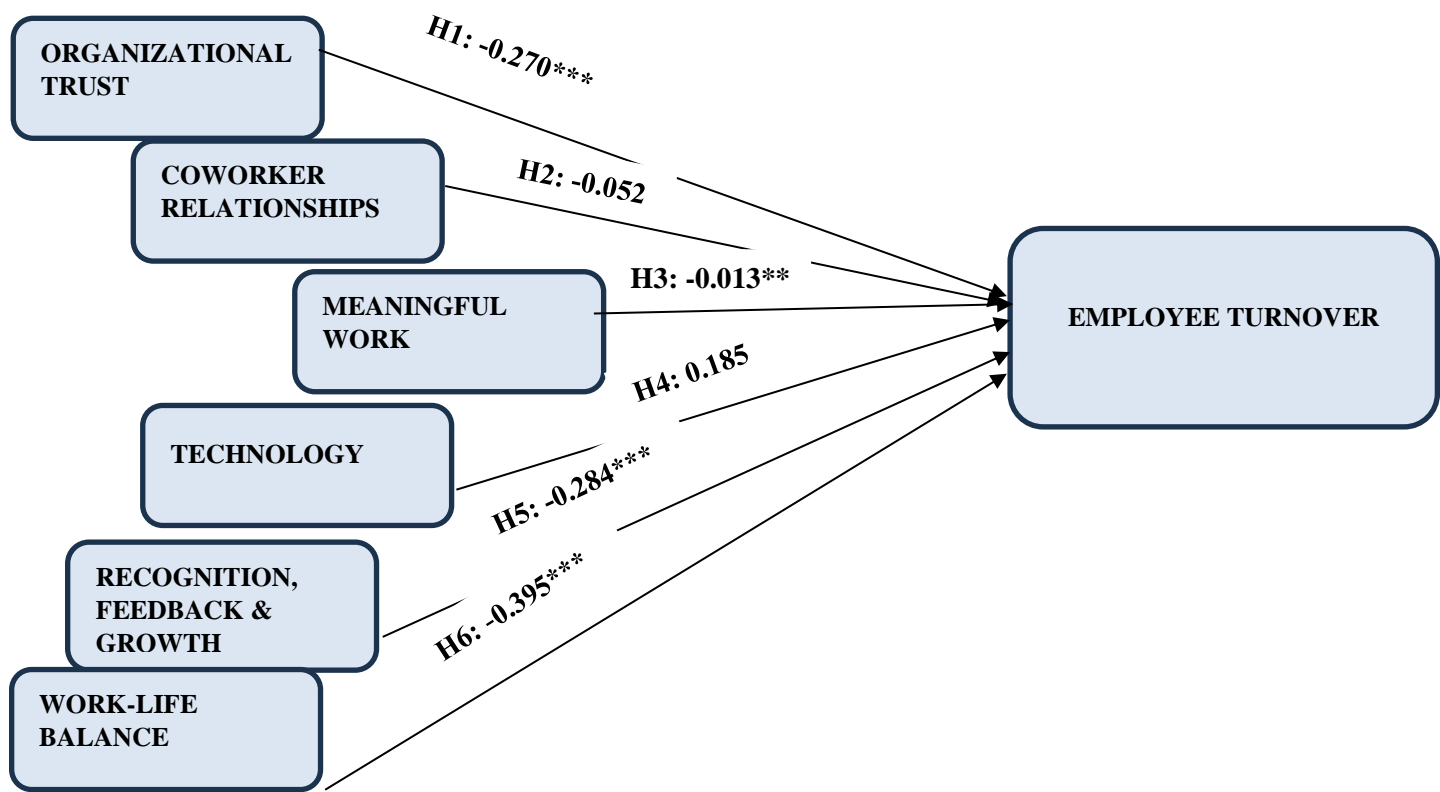 ORGANIZATIONAL
TRUST
H1: -0.270***
COWORKER
RELATIONSHIPS
H2: -0.052
MEANINGFUL
WORK
H3: -0.013**
EMPLOYEE TURNOVER
TECHNOLOGY
H4: 0.185
RECOGNITION,
FEEDBACK &
GROWTH
H5: -0.284***
WORK-LIFE
BALANCE
H6: -0.395***